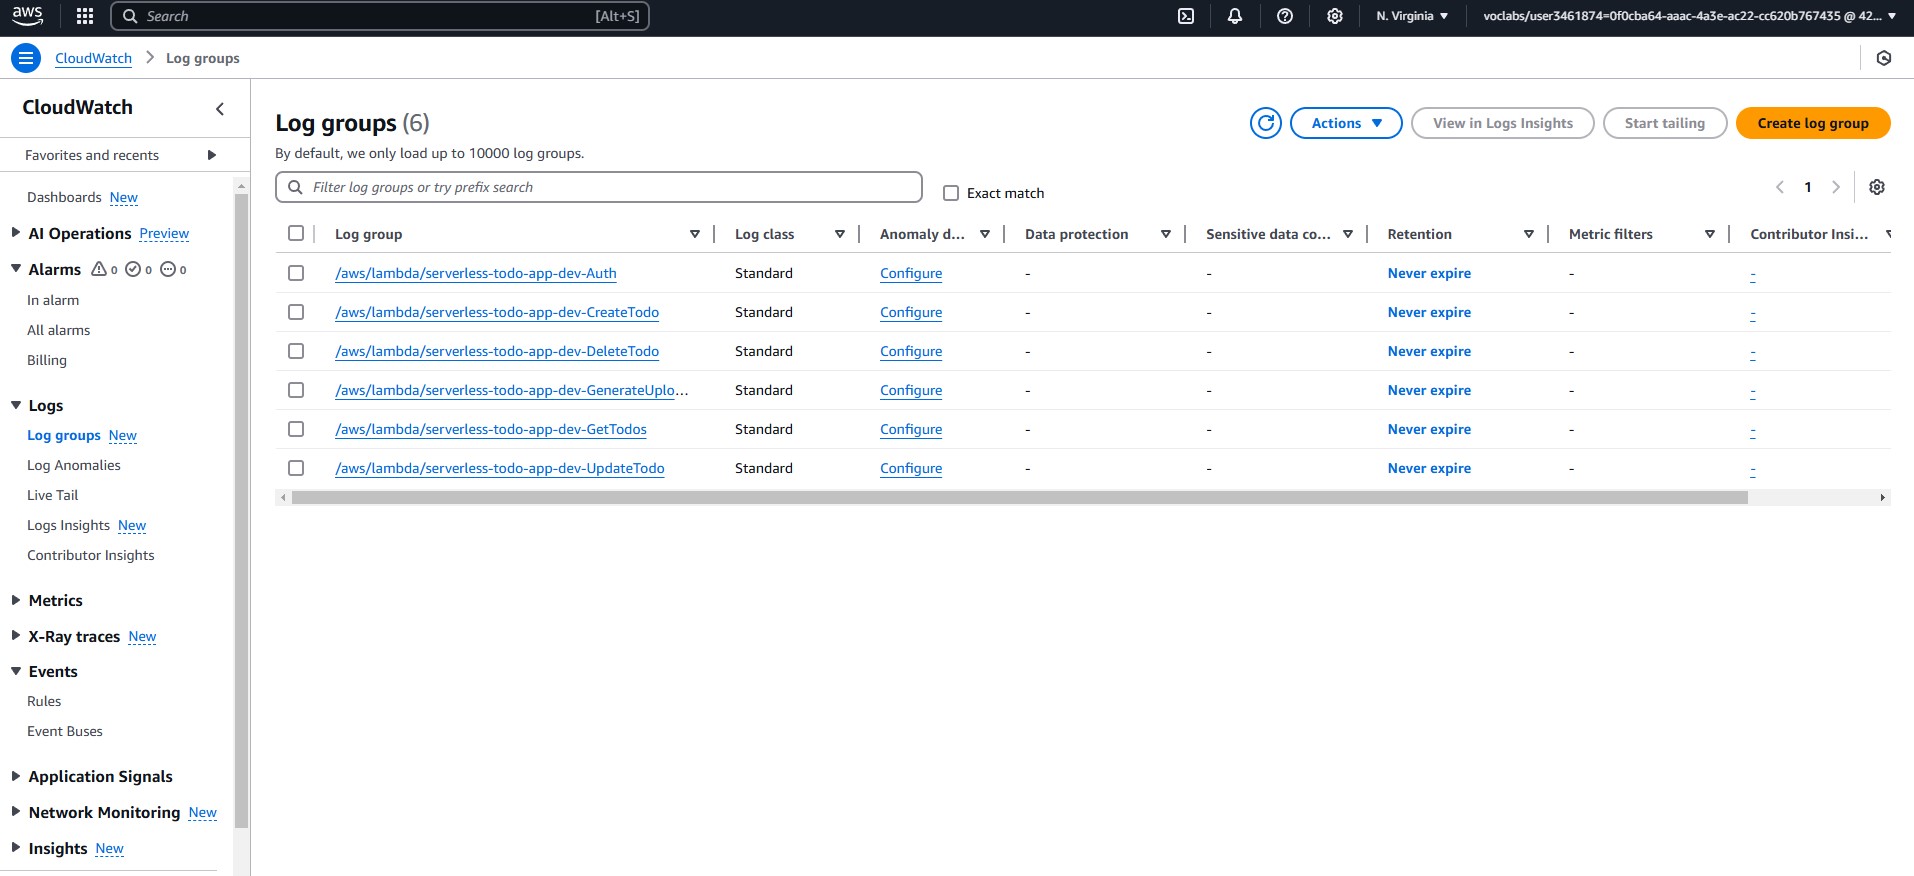 aws
Search
[Alt+S]
N. Virginia
voclabs/user3461874=0f0cba64-aaac-4a3e-ac22-cc620b767435 @ 42...
CloudWatch
Log groups
CloudWatch
Favorites and recents
Dashboards New
AI Operations Preview
Alarms 0 0 0
In alarm
All alarms
Billing
Logs
Log groups New
Log Anomalies
Live Tail
Logs Insights New
Contributor Insights
Metrics
X-Ray traces New
Events
Rules
Event Buses
Application Signals
Network Monitoring New
Insights New
Log groups (6)
By default, we only load up to 10000 log groups.
Actions
View in Logs Insights
Start tailing
Create log group
Filter log groups or try prefix search
Exact match
1
Log group Log class Anomaly d... Data protection Sensitive data co... Retention Metric filters Contributor Insi...
/aws/lambda/serverless-todo-app-dev-Auth Standard Configure - - Never expire - -
/aws/lambda/serverless-todo-app-dev-CreateTodo Standard Configure - - Never expire - -
/aws/lambda/serverless-todo-app-dev-DeleteTodo Standard Configure - - Never expire - -
/aws/lambda/serverless-todo-app-dev-GenerateUplo... Standard Configure - - Never expire - -
/aws/lambda/serverless-todo-app-dev-GetTodos Standard Configure - - Never expire - -
/aws/lambda/serverless-todo-app-dev-UpdateTodo Standard Configure - - Never expire - -